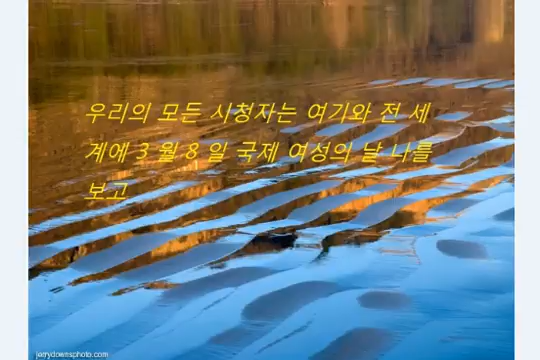 우리의 모든 시청자는 여기와 전 세
계에 3 월 8 일 국제 여성의 날 나를
보고
jerrydownsphoto.com